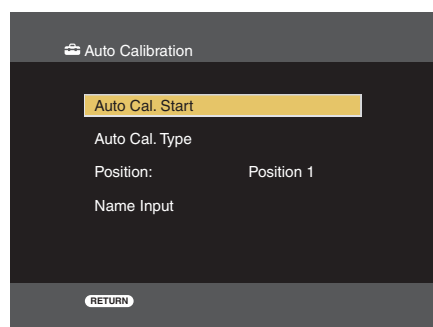 Auto Calibration
Auto Cal. Start
Auto Cal. Type
Position: Position 1
Name Input
RETURN